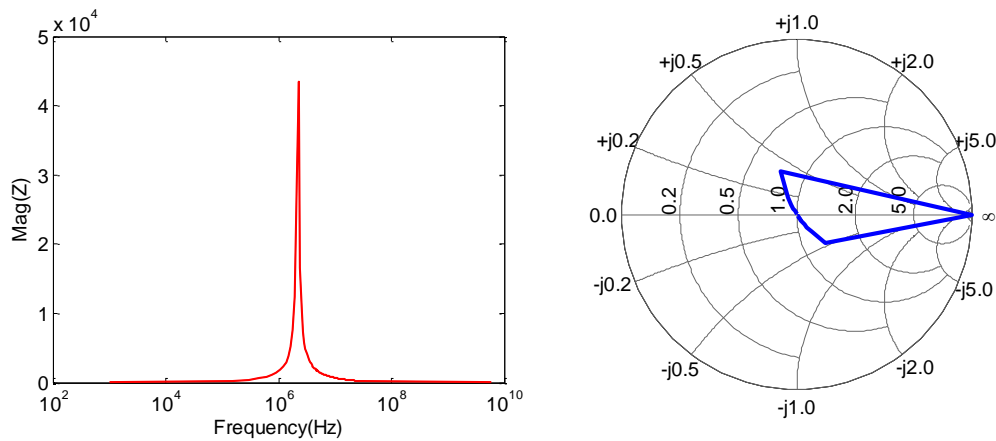 x 10^4
5
4
3
2
1
0
Mag(Z)
10^2
10^4
10^6
10^8
10^10
Frequency(Hz)
+j1.0
+j0.5
+j2.0
+j0.2
+j5.0
0.0
0.2
0.5
1.0
2.0
5.0
∞
-j0.2
-j5.0
-j0.5
-j2.0
-j1.0